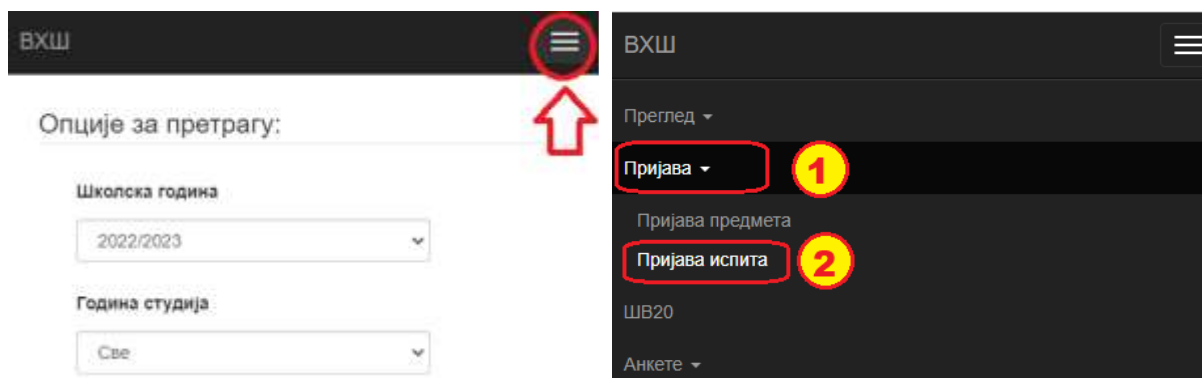 ВХШ
Опције за претрагу:
Школска година
2022/2023
Година студија
Све
ВХШ
Преглед
Пријава
1
Пријава предмета
Пријава испита
2
ШВ20
Анкете